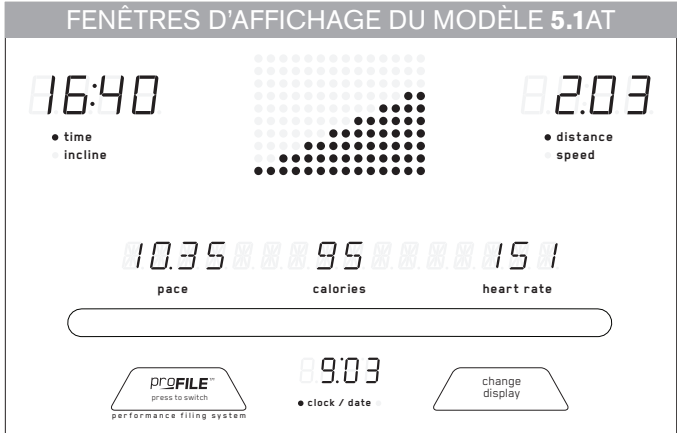 FENÊTRES D'AFFICHAGE DU MODÈLE 5.1AT
16:40
2.03
time
distance
incline
speed
10.35 95 151
pace calories heart rate
proFILE™
press to switch
performance filing system
9:03
clock / date
change
display